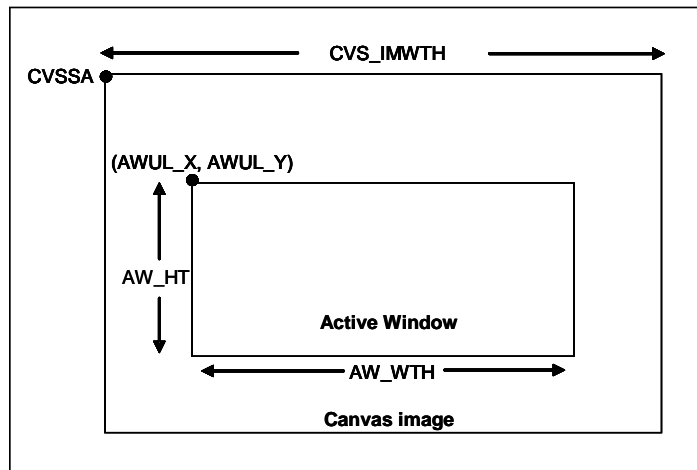 CVS_IMWTH
CVSSA
(AWUL_X, AWUL_Y)
AW_HT
Active Window
AW_WTH
Canvas image